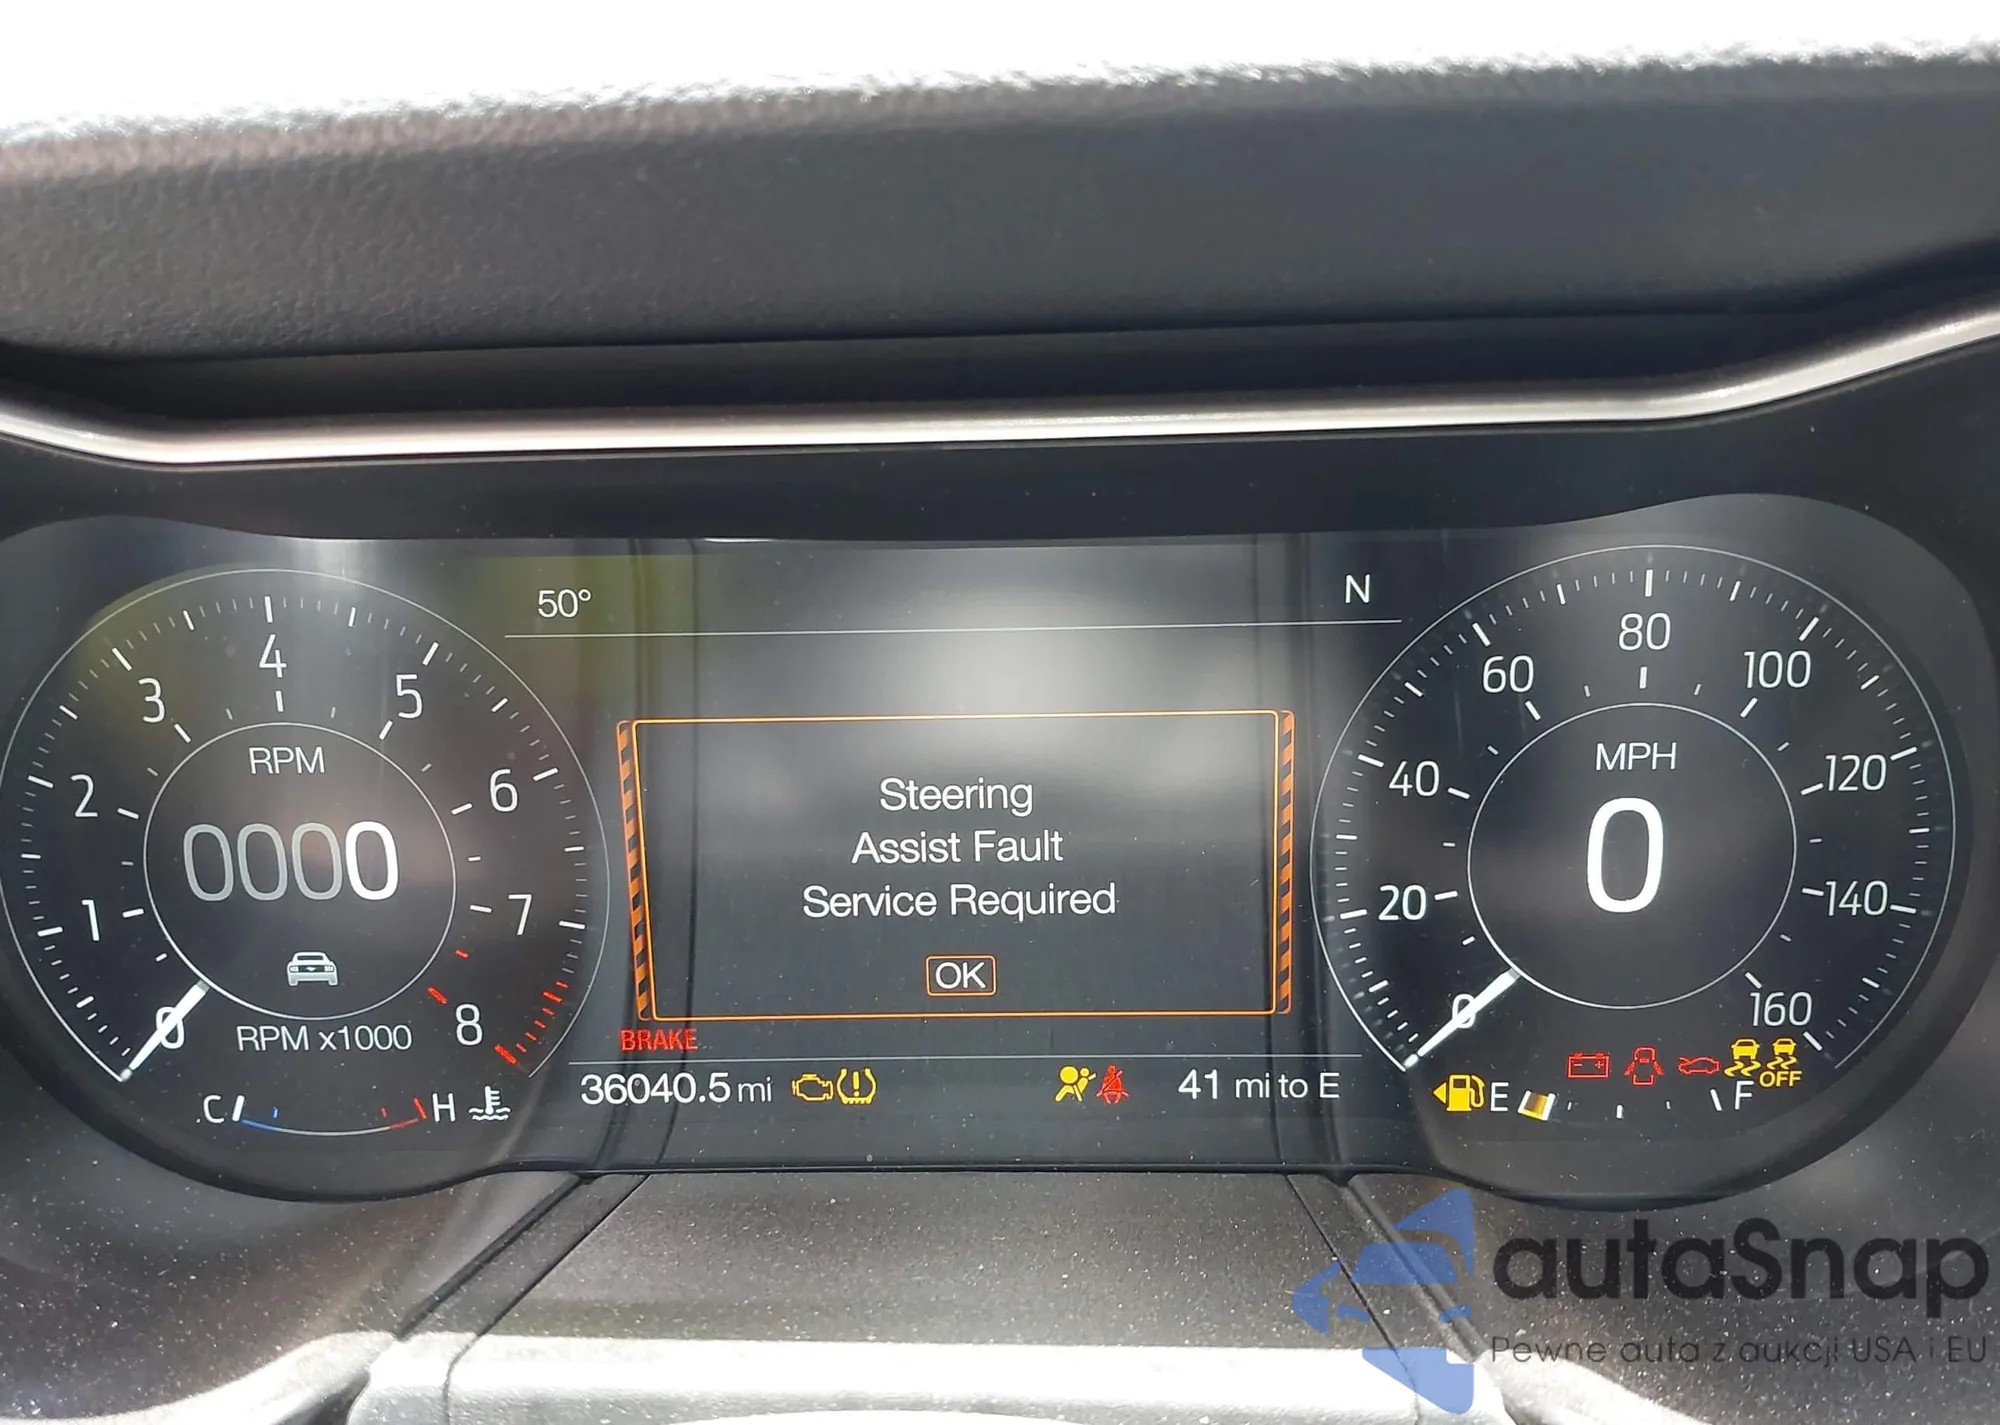 50°
N
4
3
5
2
6
1
7
0
8
RPM
0000
RPM x1000
C
H
Steering
Assist Fault
Service Required
OK
BRAKE
36040.5 mi
41 mi to E
80
60
100
40
120
20
140
0
160
MPH
0
E
F
OFF
autaSnap
Pewne auta z aukcji USA i EU